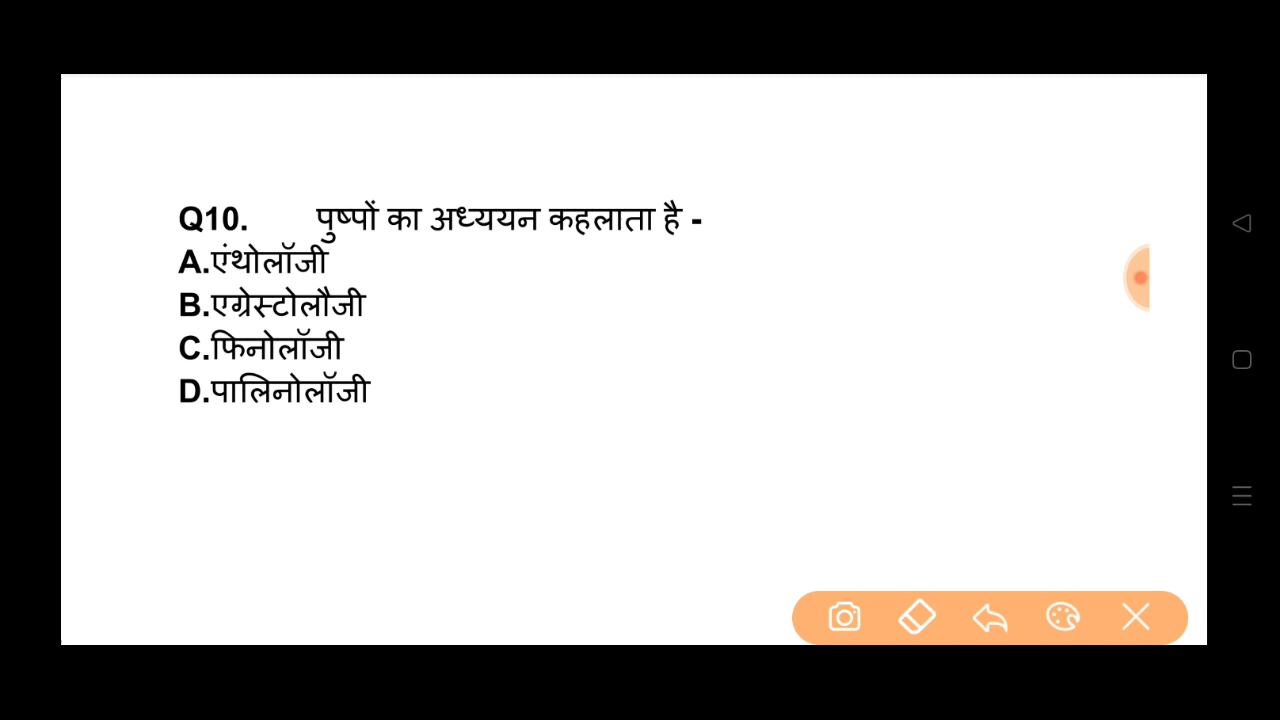 Q10. पुष्पों का अध्ययन कहलाता है -
A.एंथोलॉजी
B.एग्रेस्टोलौजी
C.फिनोलॉजी
D.पालिनोलॉजी